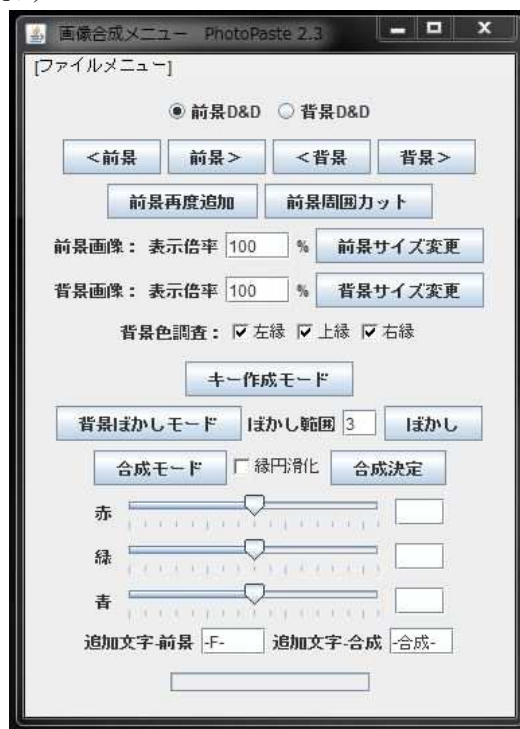 画像合成メニュー PhotoPaste 2.3
[ファイルメニュー]
前景D&D 背景D&D
<前景 前景> <背景 背景>
前景再度追加 前景周囲カット
前景画像： 表示倍率 100 % 前景サイズ変更
背景画像： 表示倍率 100 % 背景サイズ変更
背景色調査： 左縁 上縁 右縁
キー作成モード
背景ぼかしモード ぼかし範囲 3 ぼかし
合成モード 縁円滑化 合成決定
赤
緑
青
追加文字-前景 -F- 追加文字-合成 -合成-